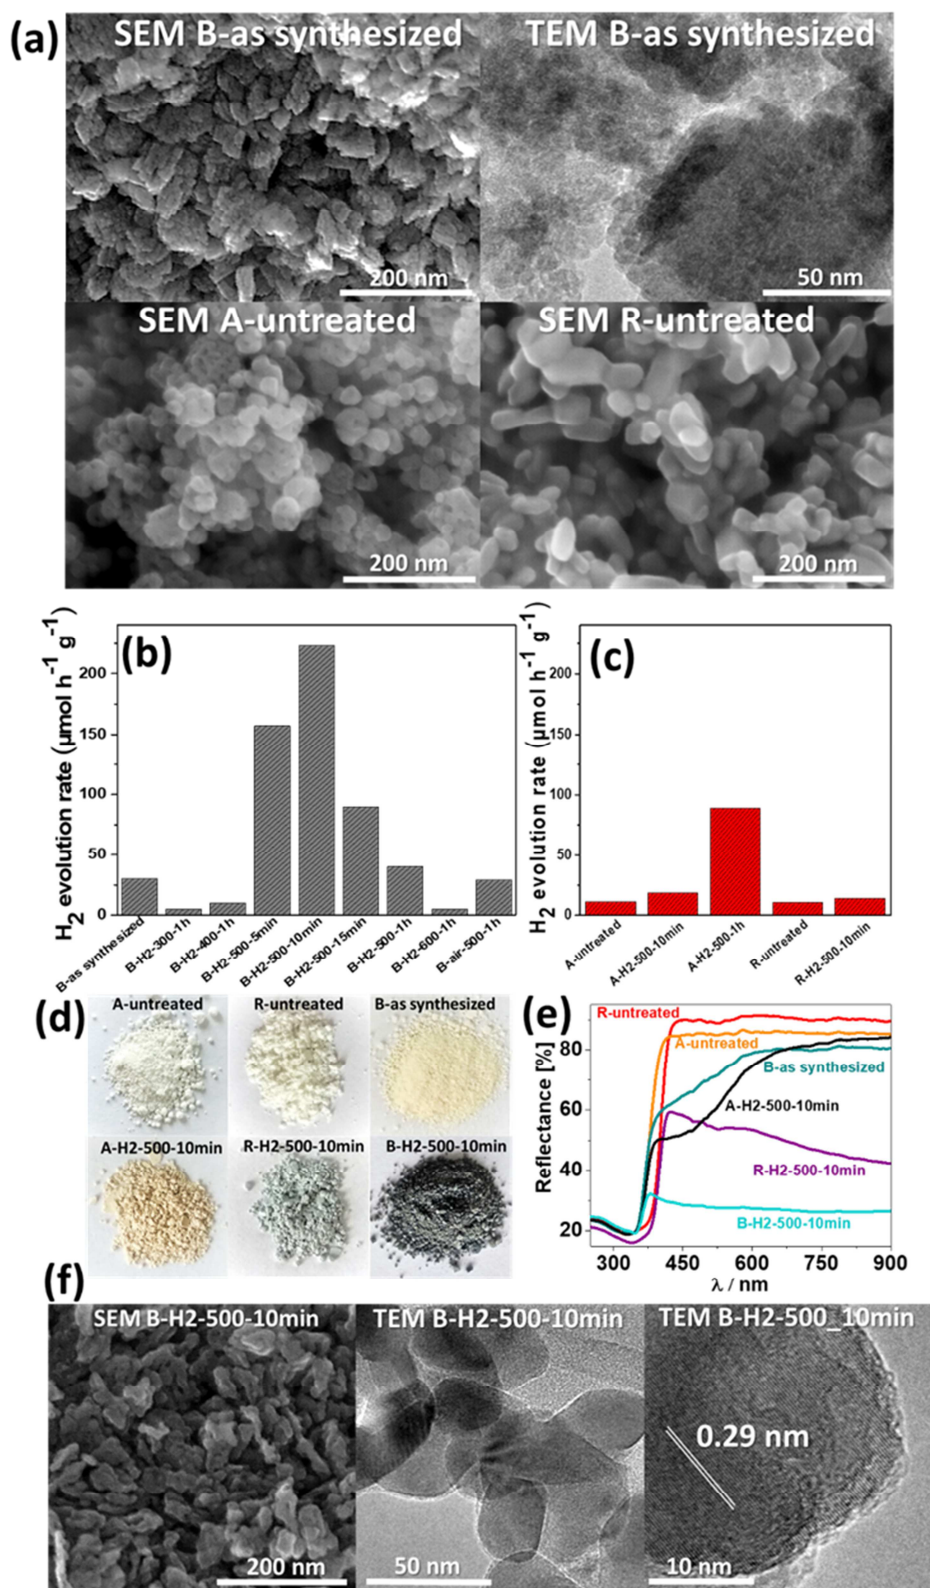 (a)
SEM B-as synthesized
TEM B-as synthesized
200 nm
50 nm
SEM A-untreated
SEM R-untreated
200 nm
200 nm
(b)
H2 evolution rate (μmol h-1 g-1)
200
150
100
50
0
B-as synthesized
B-H2-300-1h
B-H2-400-1h
B-H2-500-5min
B-H2-500-10min
B-H2-500-15min
B-H2-500-1h
B-H2-600-1h
B-air-500-1h
(c)
H2 evolution rate (μmol h-1 g-1)
200
150
100
50
0
A-untreated
A-H2-500-10min
A-H2-500-1h
R-untreated
R-H2-500-10min
(d)
A-untreated
R-untreated
B-as synthesized
A-H2-500-10min
R-H2-500-10min
B-H2-500-10min
(e)
Reflectance [%]
80
60
40
20
R-untreated
A-untreated
B-as synthesized
A-H2-500-10min
R-H2-500-10min
B-H2-500-10min
300
450
600
750
900
λ / nm
(f)
SEM B-H2-500-10min
TEM B-H2-500-10min
TEM B-H2-500_10min
0.29 nm
200 nm
50 nm
10 nm